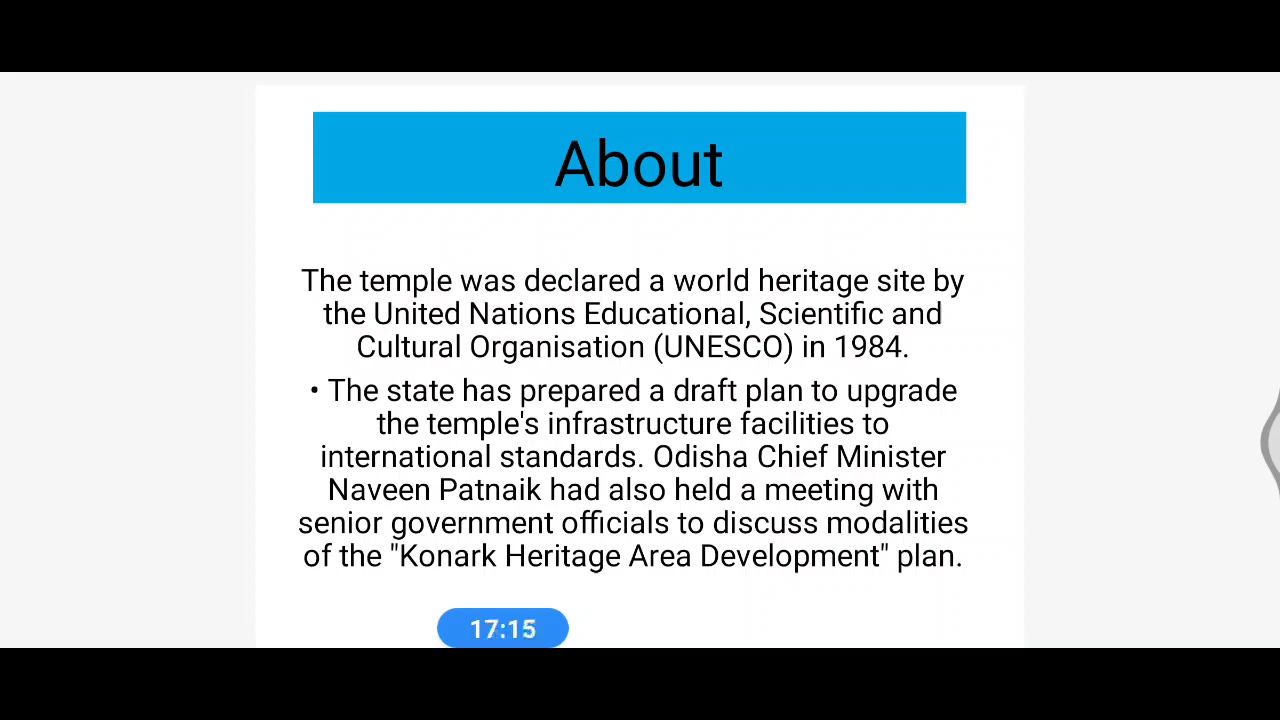 About
The temple was declared a world heritage site by
the United Nations Educational, Scientific and
Cultural Organisation (UNESCO) in 1984.
• The state has prepared a draft plan to upgrade
the temple's infrastructure facilities to
international standards. Odisha Chief Minister
Naveen Patnaik had also held a meeting with
senior government officials to discuss modalities
of the "Konark Heritage Area Development" plan.
17:15